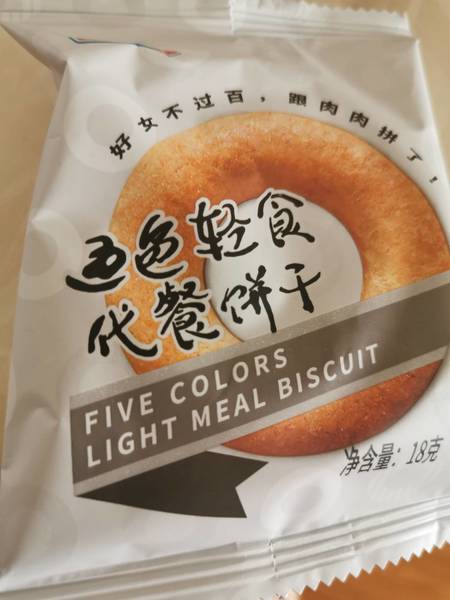 好女不过百，跟肉肉拼了！
五色轻食
代餐饼干
FIVE COLORS
LIGHT MEAL BISCUIT
净含量：18克